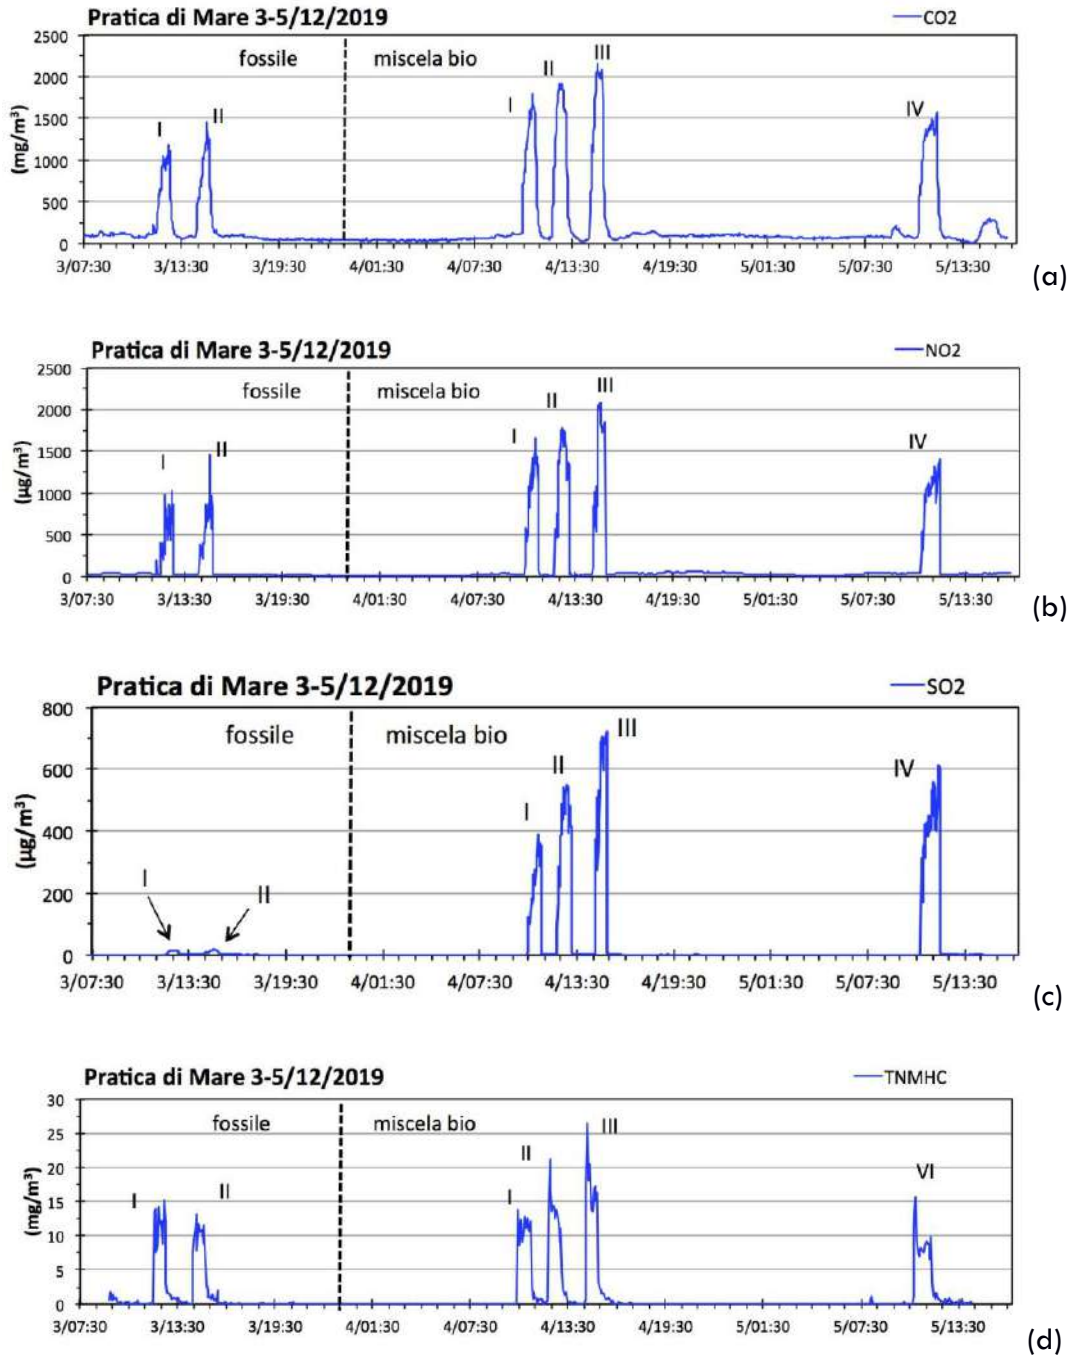 Pratica di Mare 3-5/12/2019
CO2
2500
2000
1500
1000
500
0
(mg/m³)
fossile
miscela bio
I
II
I
II
III
IV
3/07:30 3/13:30 3/19:30 4/01:30 4/07:30 4/13:30 4/19:30 5/01:30 5/07:30 5/13:30
(a)
Pratica di Mare 3-5/12/2019
NO2
2500
2000
1500
1000
500
0
(µg/m³)
fossile
miscela bio
I
II
I
II
III
IV
3/07:30 3/13:30 3/19:30 4/01:30 4/07:30 4/13:30 4/19:30 5/01:30 5/07:30 5/13:30
(b)
Pratica di Mare 3-5/12/2019
SO2
800
600
400
200
0
(µg/m³)
fossile
miscela bio
I
II
I
II
III
IV
3/07:30 3/13:30 3/19:30 4/01:30 4/07:30 4/13:30 4/19:30 5/01:30 5/07:30 5/13:30
(c)
Pratica di Mare 3-5/12/2019
TNMHC
30
25
20
15
10
5
0
(mg/m³)
fossile
miscela bio
I
II
I
II
III
VI
3/07:30 3/13:30 3/19:30 4/01:30 4/07:30 4/13:30 4/19:30 5/01:30 5/07:30 5/13:30
(d)